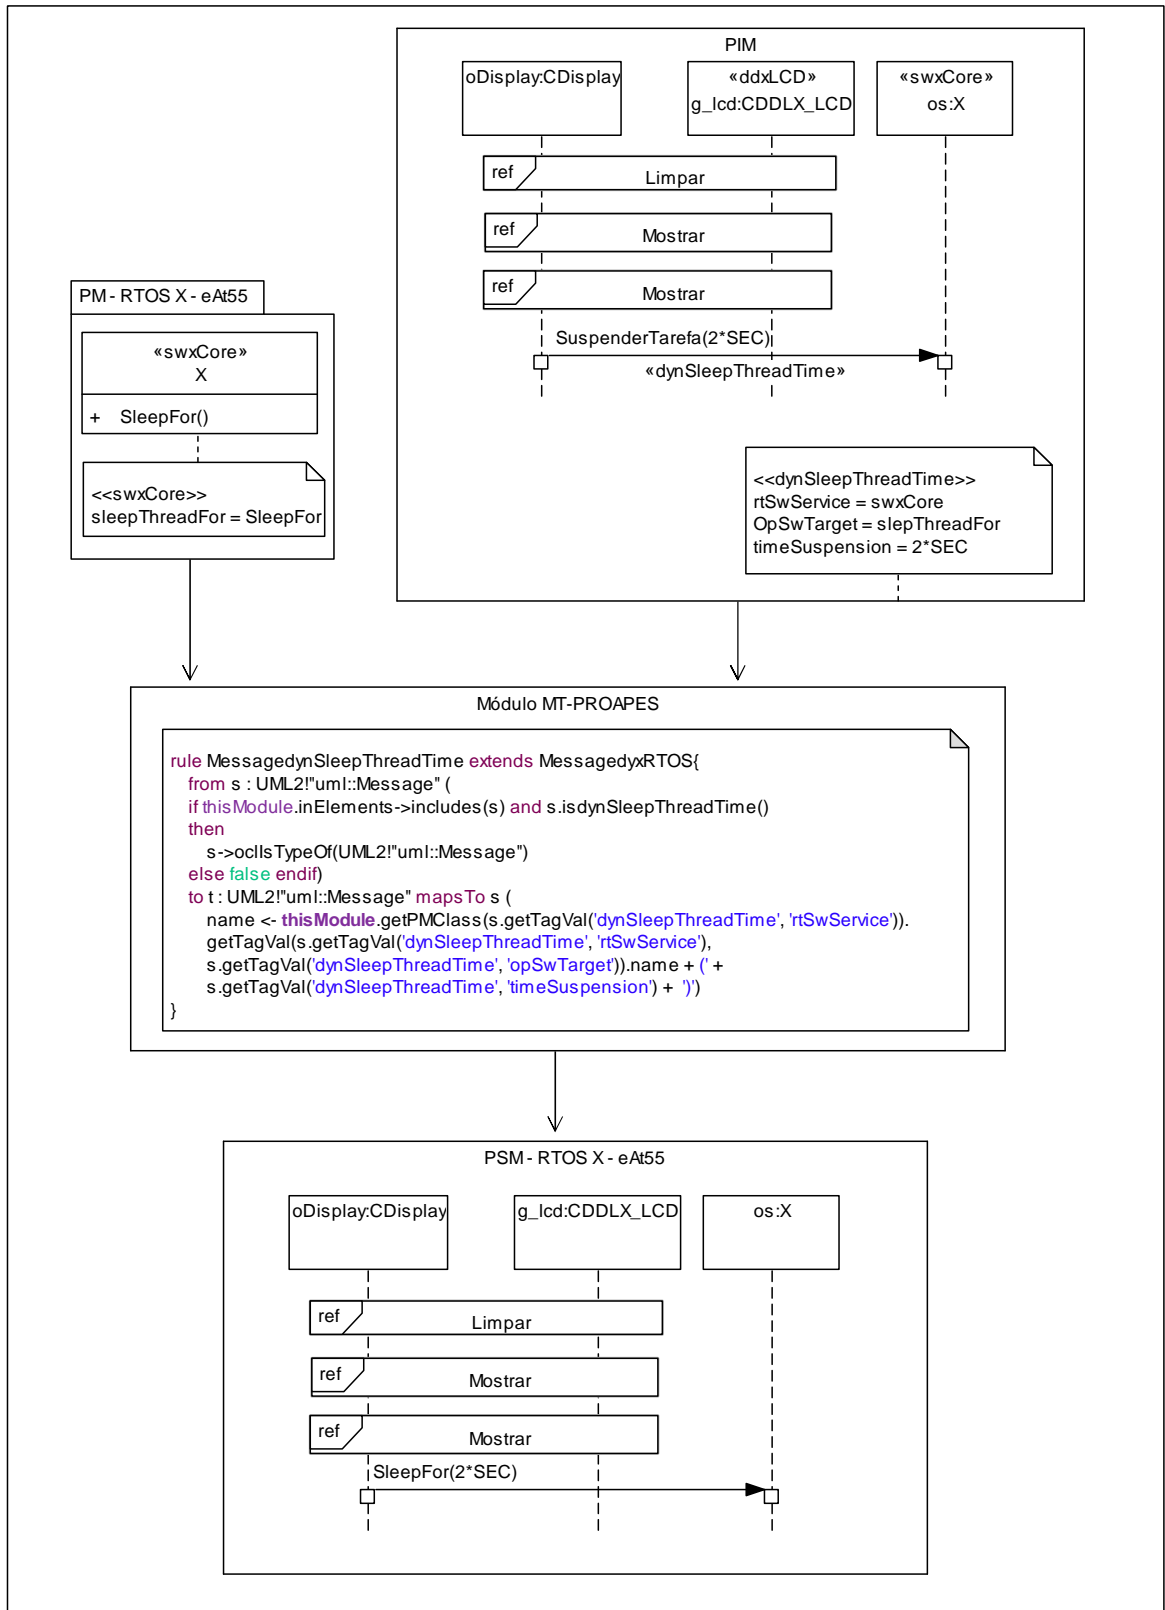 PIM
oDisplay:CDisplay
«ddxLCD»
g_lcd:CDDLX_LCD
«swxCore»
os:X
ref
Limpar
ref
Mostrar
ref
Mostrar
SuspenderTarefa(2*SEC)
«dynSleepThreadTime»
<<dynSleepThreadTime>>
rtSwService = swxCore
OpSwTarget = slepThreadFor
timeSuspension = 2*SEC
PM - RTOS X - eAt55
«swxCore»
X
+ SleepFor()
<<swxCore>>
sleepThreadFor = SleepFor
Módulo MT-PROAPES
rule MessagedynSleepThreadTime extends MessagedyxRTOS{
from s : UML2!"uml::Message" (
if thisModule.inElements->includes(s) and s.isdynSleepThreadTime()
then
s->oclIsTypeOf(UML2!"uml::Message")
else false endif)
to t : UML2!"uml::Message" mapsTo s (
name <- thisModule.getPMClass(s.getTagVal('dynSleepThreadTime', 'rtSwService')).
getTagVal(s.getTagVal('dynSleepThreadTime', 'rtSwService'),
s.getTagVal('dynSleepThreadTime', 'opSwTarget')).name + (' +
s.getTagVal('dynSleepThreadTime', 'timeSuspension') + ')')
}
PSM - RTOS X - eAt55
oDisplay:CDisplay
g_lcd:CDDLX_LCD
os:X
ref
Limpar
ref
Mostrar
ref
Mostrar
SleepFor(2*SEC)